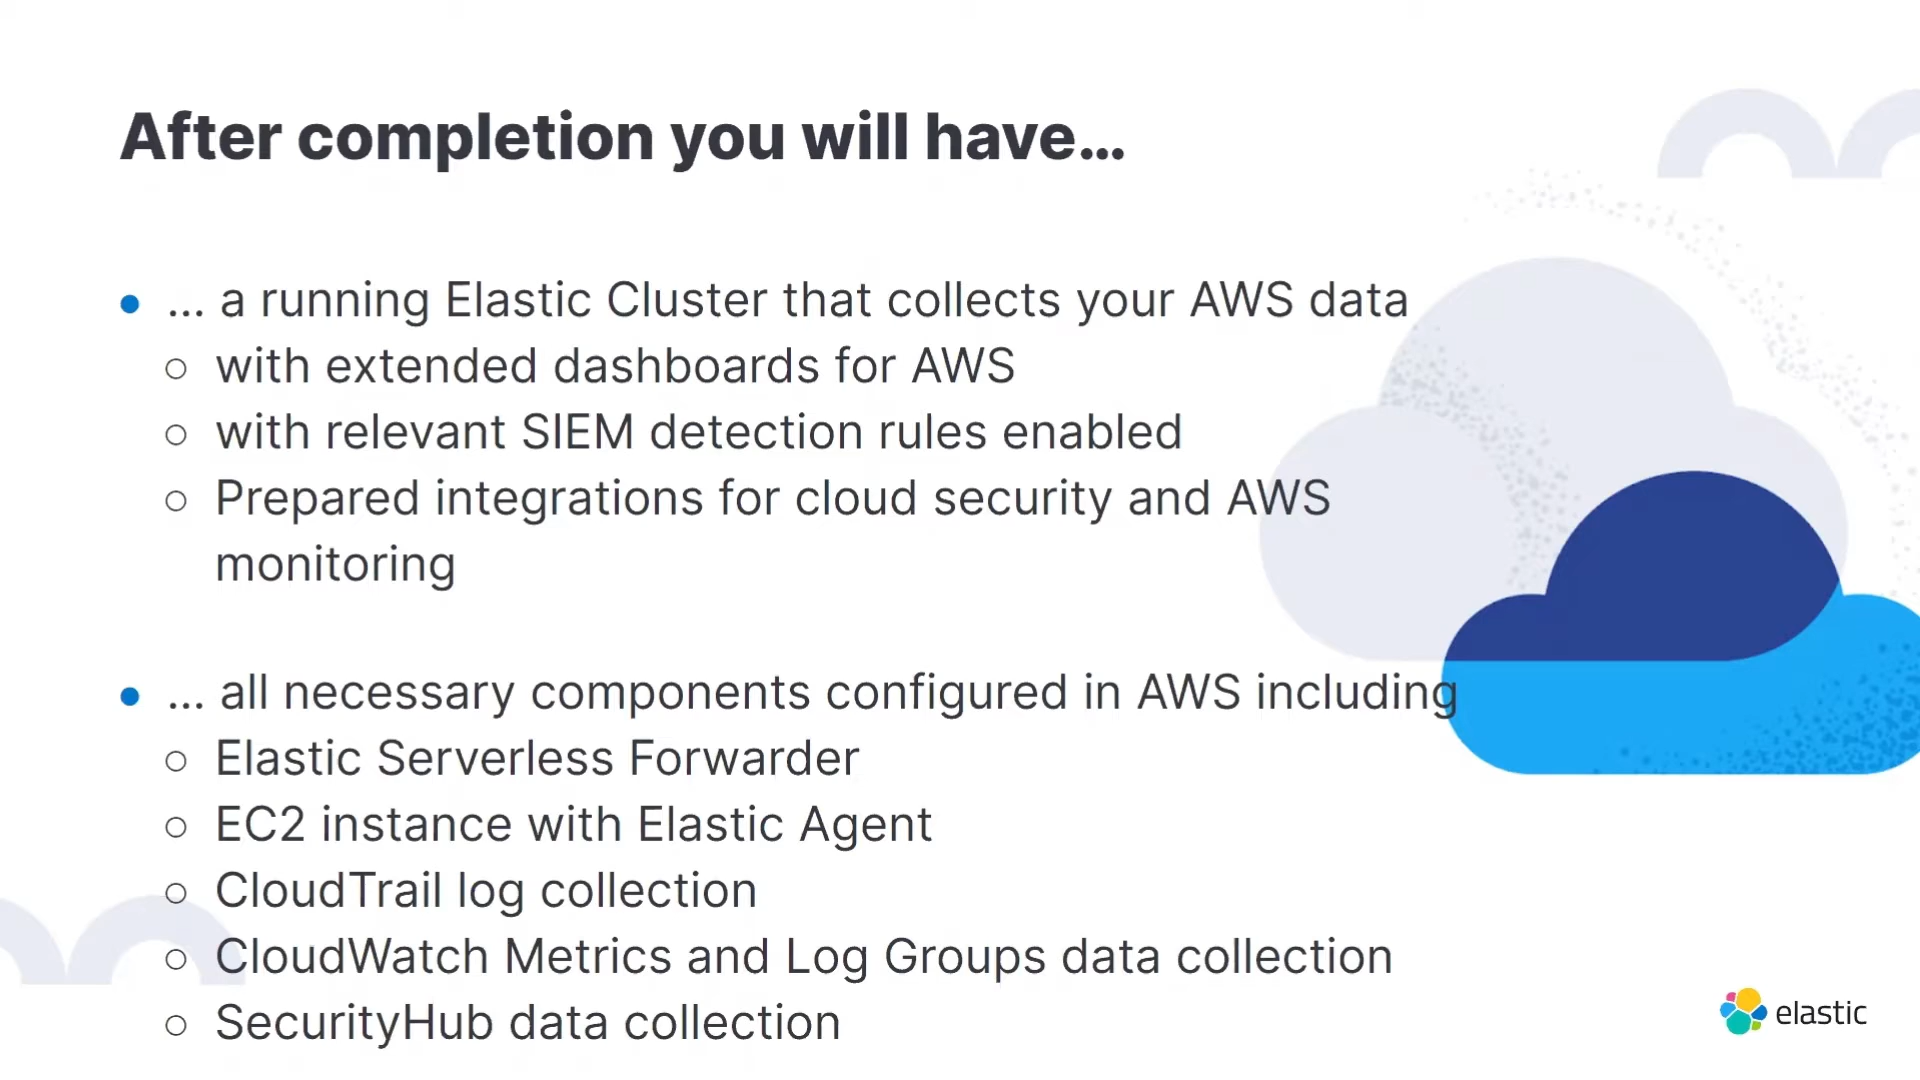 After completion you will have...
● ... a running Elastic Cluster that collects your AWS data
○ with extended dashboards for AWS
○ with relevant SIEM detection rules enabled
○ Prepared integrations for cloud security and AWS
monitoring
● ... all necessary components configured in AWS including
○ Elastic Serverless Forwarder
○ EC2 instance with Elastic Agent
○ CloudTrail log collection
○ CloudWatch Metrics and Log Groups data collection
○ SecurityHub data collection
elastic